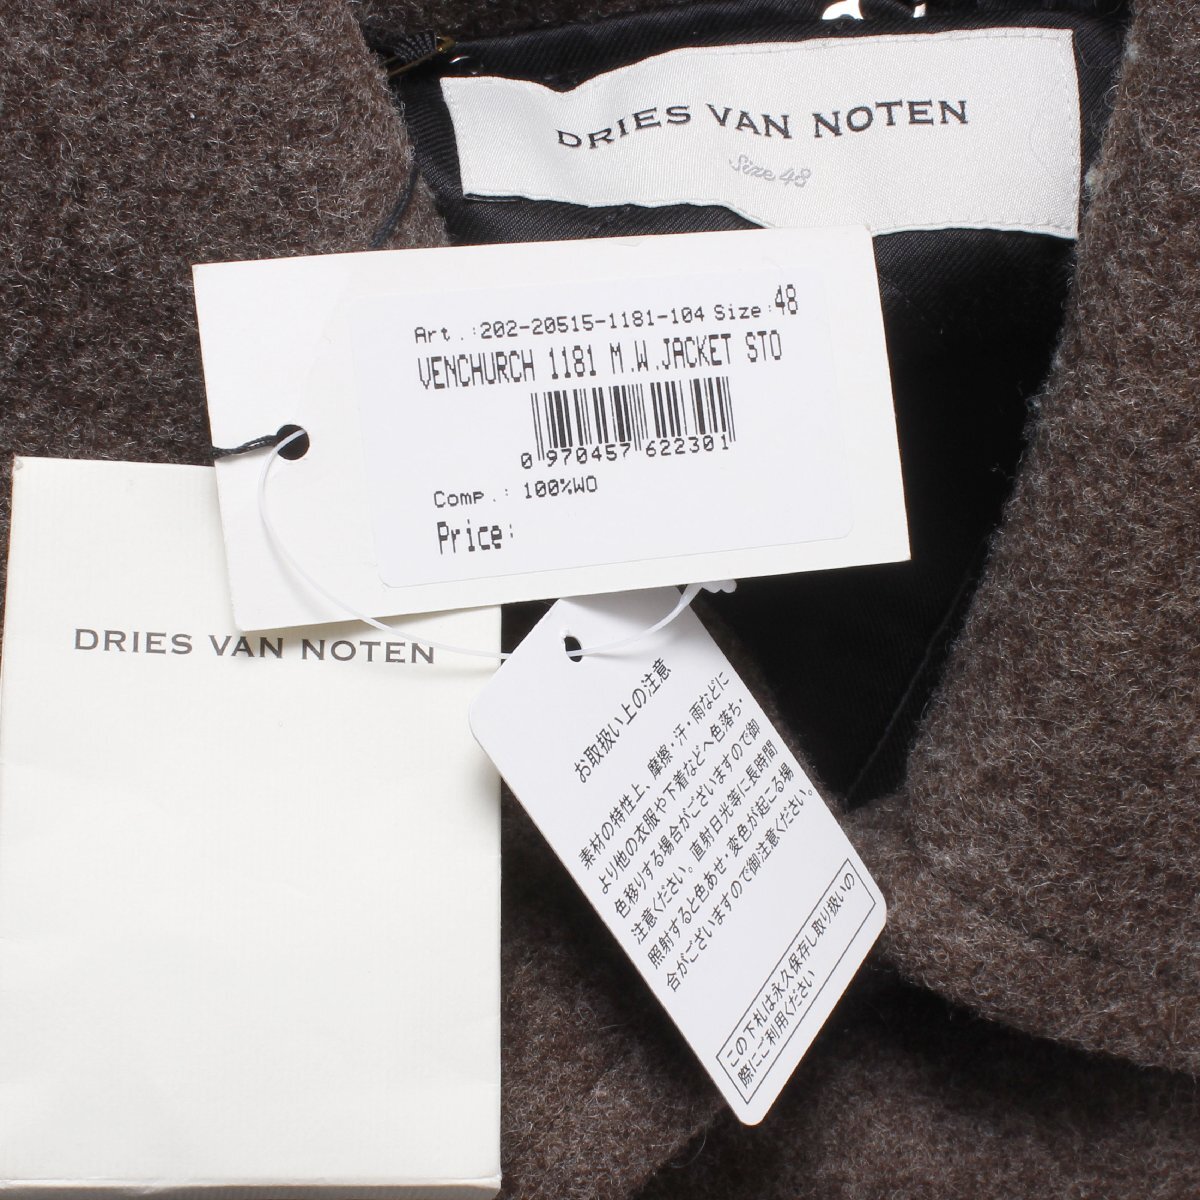 DRIES VAN NOTEN
Size 48
Art.:202-20515-1181-104 Size:48
VENCHURCH 1181 M.W.JACKET STO
0 970457 622301
Comp.: 100%WO
Price:
DRIES VAN NOTEN
お取扱い上の注意
素材の特性上、摩擦・汗・雨などに
より他の衣服や下着などへ色落ち・
色移りする場合がございますので御
注意ください。直射日光等に長時間
照射すると色あせ・変色が起こる場
合がございますので御注意ください。
この下札は永久保存し取り扱いの
際にご利用ください